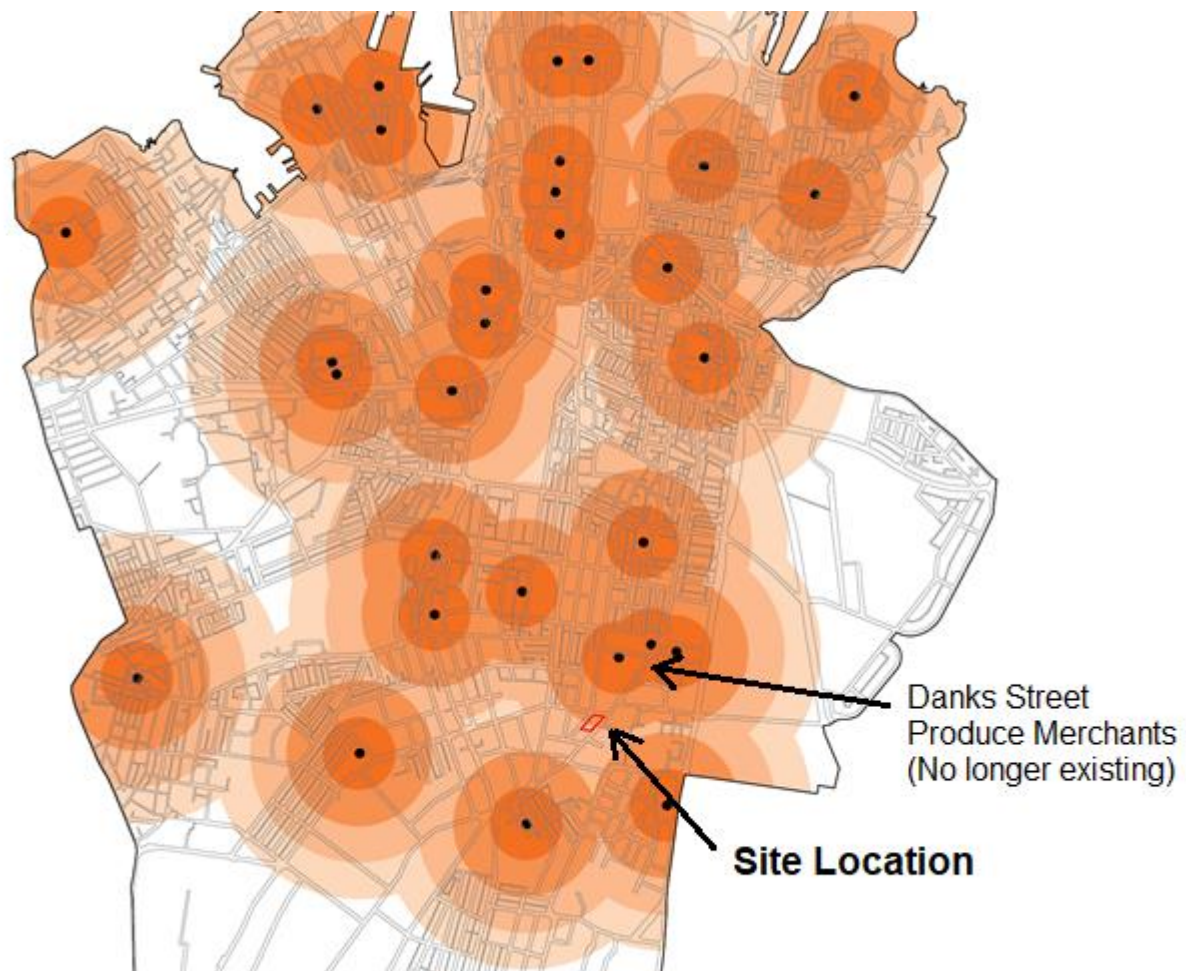 Danks Street
Produce Merchants
(No longer existing)
Site Location